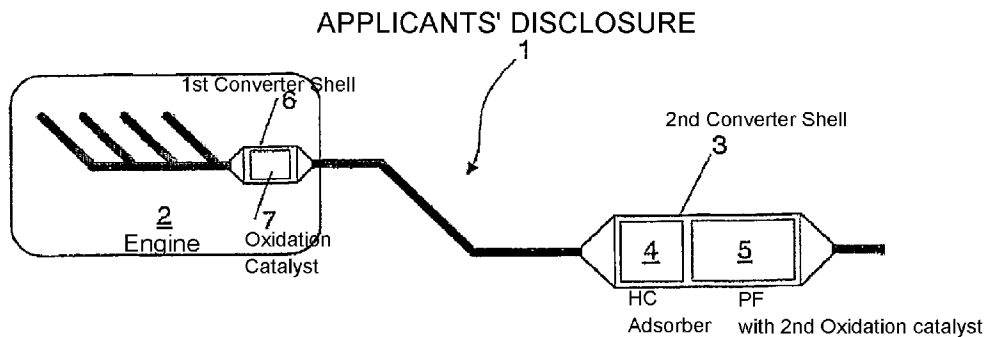 APPLICANTS' DISCLOSURE
1
1st Converter Shell
6
2nd Converter Shell
3
2
Engine
7
Oxidation
Catalyst
4
5
HC
Adsorber
PF
with 2nd Oxidation catalyst